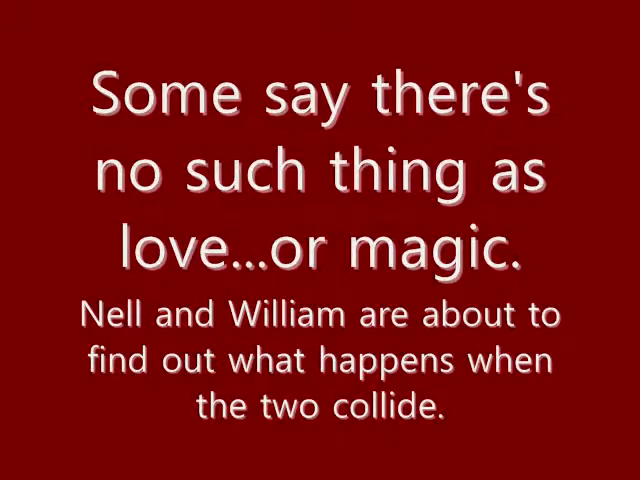 Some say there's
no such thing as
love...or magic.
Nell and William are about to
find out what happens when
the two collide.